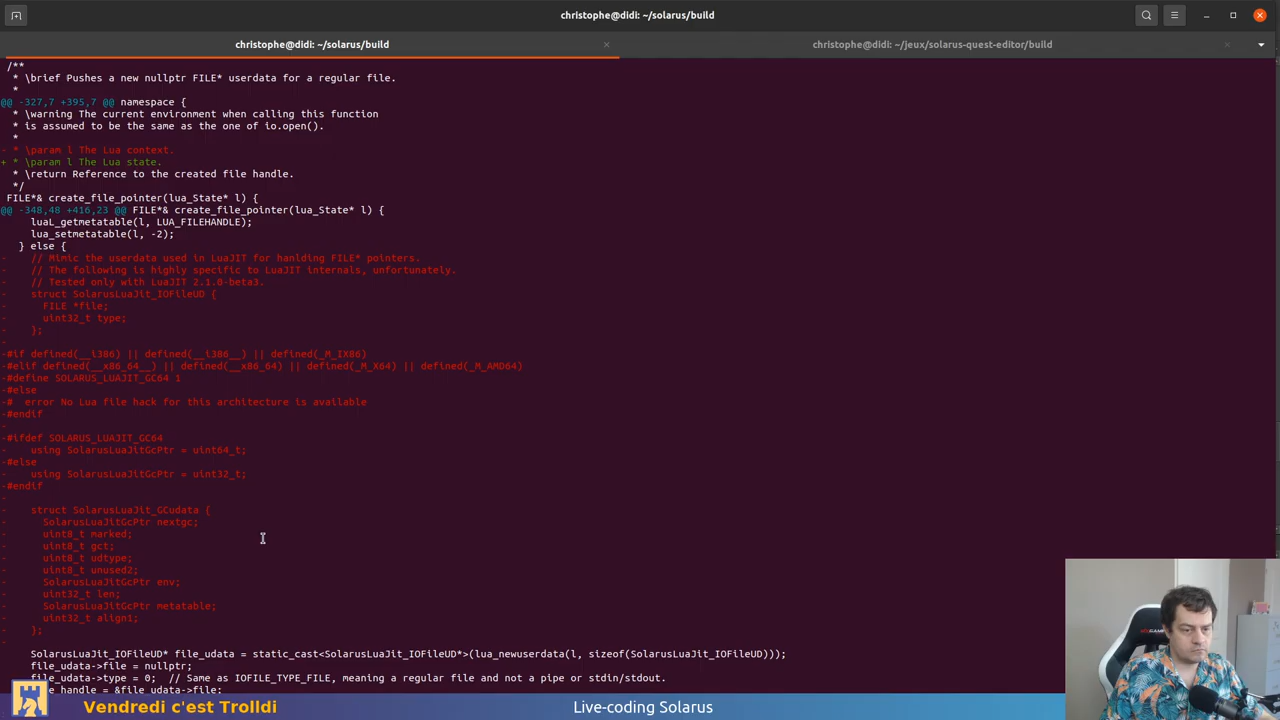 christophe@didi: ~/solarus/build
christophe@didi: ~/solarus/build
christophe@didi: ~/jeux/solarus-quest-editor/build
/**
 * \brief Pushes a new nullptr FILE* userdata for a regular file.
 *
@@ -327,7 +395,7 @@ namespace {
 * \warning The current environment when calling this function
 * is assumed to be the same as the one of io.open().
 *
- * \param l The Lua context.
+ * \param l The Lua state.
 * \return Reference to the created file handle.
 */
FILE*& create_file_pointer(lua_State* l) {
@@ -348,48 +416,23 @@ FILE*& create_file_pointer(lua_State* l) {
luaL_getmetatable(l, LUA_FILEHANDLE);
lua_setmetatable(l, -2);
} else {
-    // Mimic the userdata used in LuaJIT for hanlding FILE* pointers.
-    // The following is highly specific to LuaJIT internals, unfortunately.
-    // Tested only with LuaJIT 2.1.0-beta3.
-    struct SolarusLuaJit_IOFileUD {
-      FILE *file;
-      uint32_t type;
-    };
-
-#if defined(__i386) || defined(__i386__) || defined(_M_IX86)
-#elif defined(__x86_64__) || defined(__x86_64) || defined(_M_X64) || defined(_M_AMD64)
-#define SOLARUS_LUAJIT_GC64 1
-#else
-#  error No Lua file hack for this architecture is available
-#endif
-
-#ifdef SOLARUS_LUAJIT_GC64
-    using SolarusLuaJitGcPtr = uint64_t;
-#else
-    using SolarusLuaJitGcPtr = uint32_t;
-#endif
-
-    struct SolarusLuaJit_GCudata {
-      SolarusLuaJitGcPtr nextgc;
-      uint8_t marked;
-      uint8_t gct;
-      uint8_t udtype;
-      uint8_t unused2;
-      SolarusLuaJitGcPtr env;
-      uint32_t len;
-      SolarusLuaJitGcPtr metatable;
-      uint32_t align1;
-    };
-
SolarusLuaJit_IOFileUD* file_udata = static_cast<SolarusLuaJit_IOFileUD*>(lua_newuserdata(l, sizeof(SolarusLuaJit_IOFileUD)));
file_udata->file = nullptr;
file_udata->type = 0;  // Same as IOFILE_TYPE_FILE, meaning a regular file and not a pipe or stdin/stdout.
file_handle = &file_udata->file;
Vendredi c'est Trolldi
Live-coding Solarus